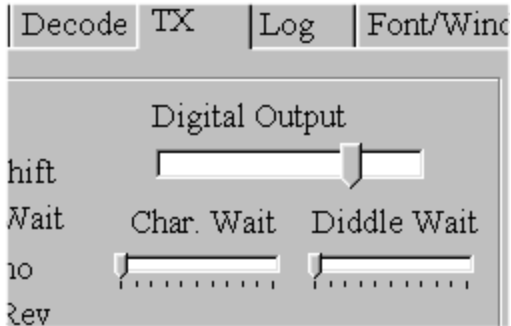 Decode TX Log Font/Wind
Digital Output
hift
Wait Char. Wait Diddle Wait
no
Rev